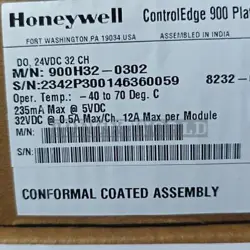 Honeywell
ControlEdge 900 Pla
FORT WASHINGTON PA 19034 USA
ASSEMBLED IN INDIA
DO, 24VDC 32 CH
M/N: 900H32-0302
S/N:2342P300146360059
8232-
Oper. Temp.: -40 to 70 Deg. C
235mA Max @ 5VDC
32VDC @ 0.5A Max/Ch. 12A Max per Module
M/N:
S/N:
CONFORMAL COATED ASSEMBLY